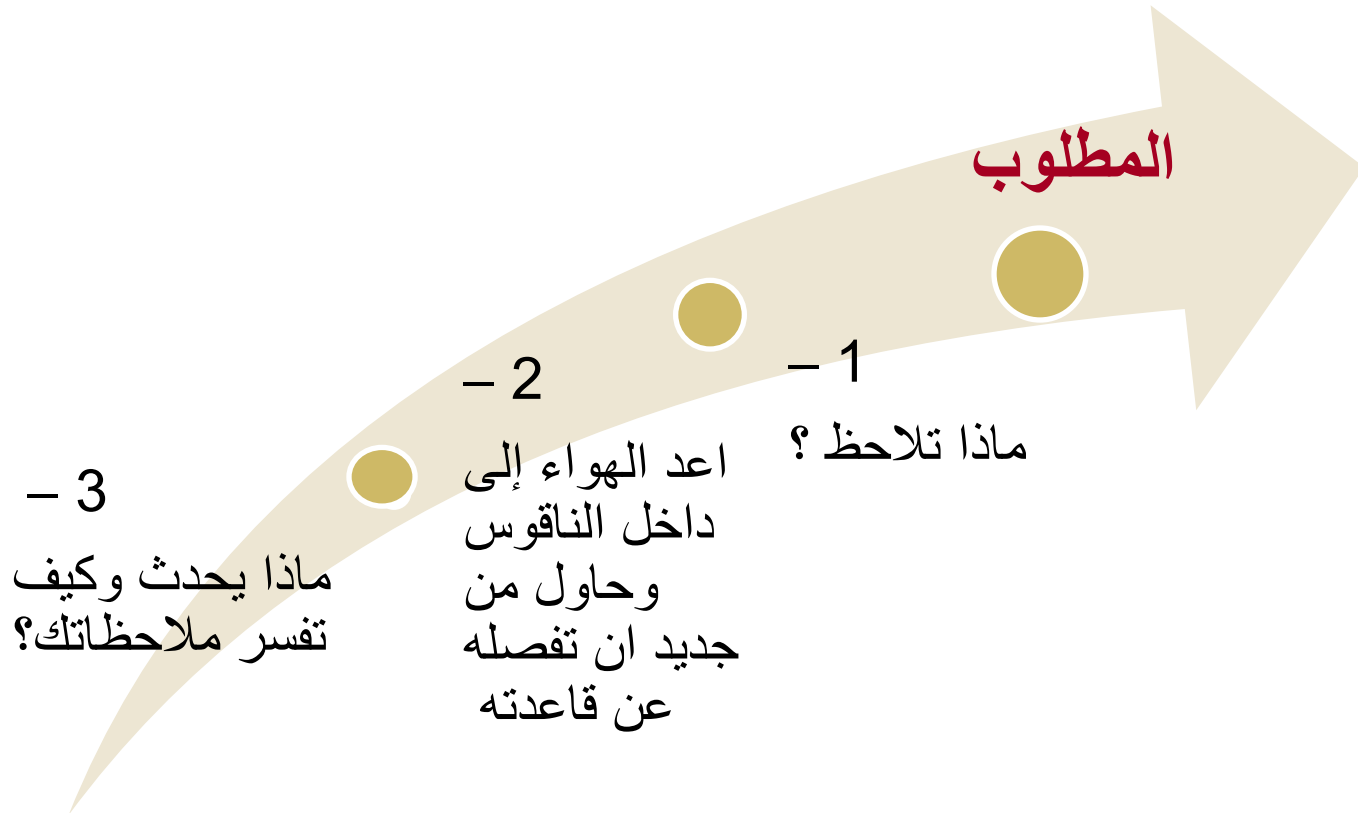 المطلوب
1 –
ماذا تلاحظ ؟
2 –
اعد الهواء إلى
داخل الناقوس
وحاول من
جديد ان تفصله
عن قاعدته
3 –
ماذا يحدث وكيف
تفسر ملاحظاتك؟